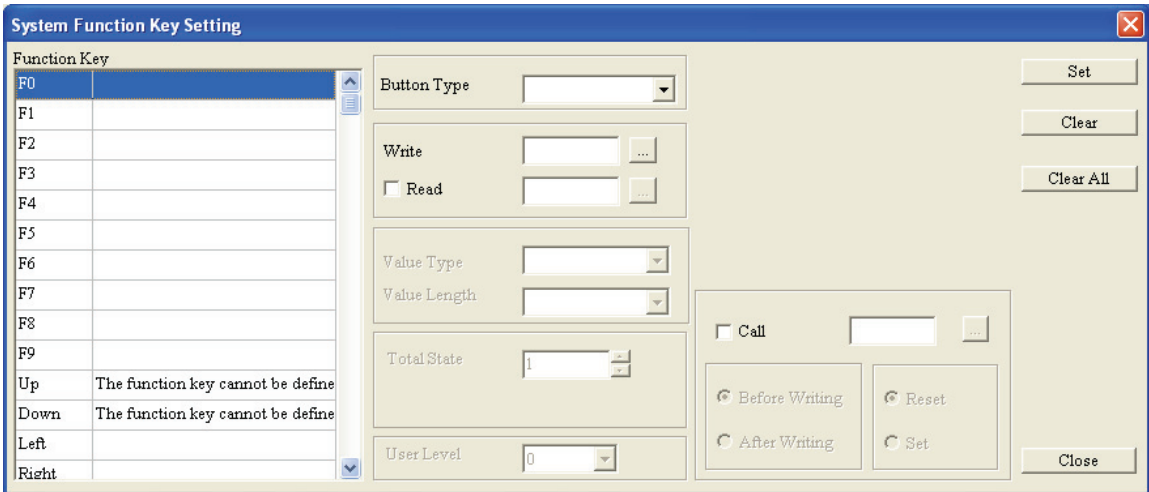 System Function Key Setting
Function Key
F0
F1
F2
F3
F4
F5
F6
F7
F8
F9
Up The function key cannot be define
Down The function key cannot be define
Left
Right
Button Type
Write ...
Read ...
Value Type
Value Length
Total State 1
User Level 0
Call ...
Before Writing
After Writing
Reset
Set
Set
Clear
Clear All
Close